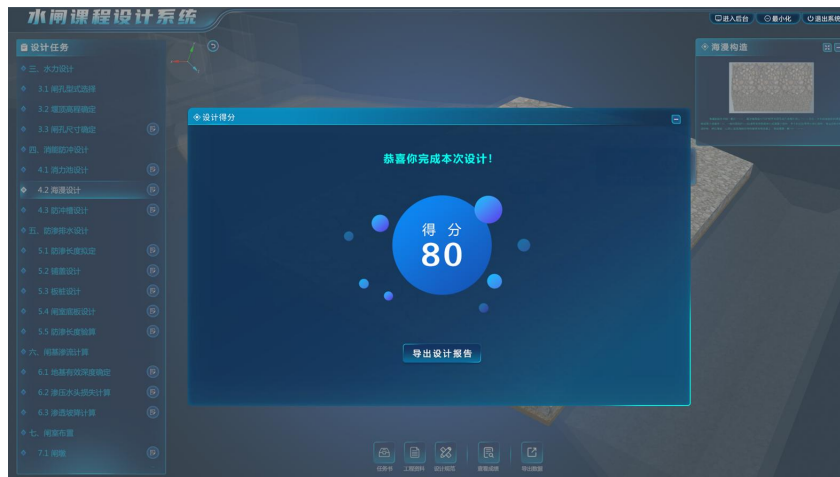 水闸课程设计系统
进入后台
最小化
退出系统
设计任务
三、水力设计
3.1 闸孔型式选择
3.2 堰顶高程确定
3.3 闸孔尺寸确定
四、消能防冲设计
4.1 消力池设计
4.2 海漫设计
4.3 防冲槽设计
五、防渗排水设计
5.1 防渗长度拟定
5.2 铺盖设计
5.3 板桩设计
5.4 闸室底板设计
5.5 防渗长度验算
六、闸基渗流计算
6.1 地基有效深度确定
6.2 渗压水头损失计算
6.3 渗透坡降计算
七、闸室布置
7.1 闸墩
设计得分
恭喜你完成本次设计!
得 分
80
导出设计报告
海漫构造
任务书
工程资料
设计规范
查看成绩
导出数据